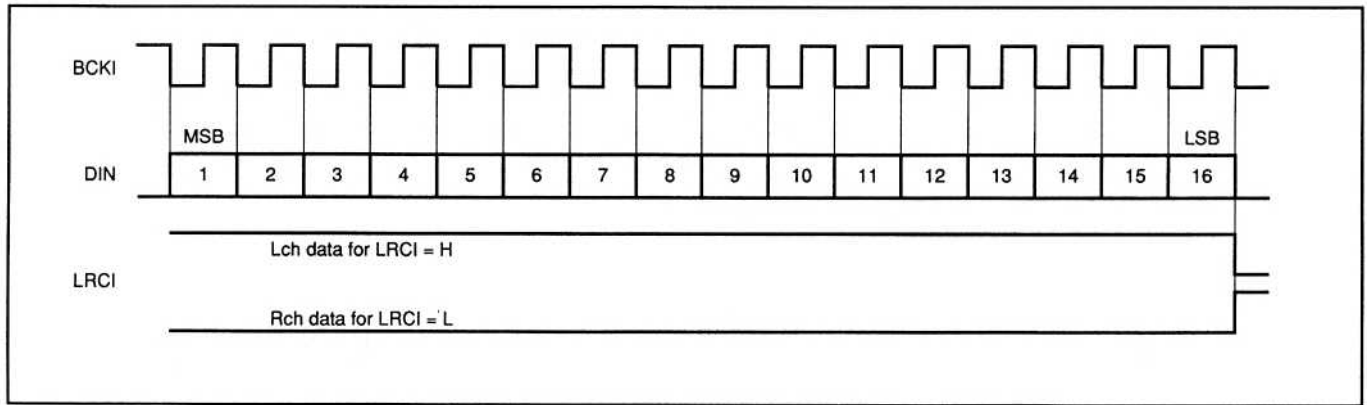 BCKI
MSB
LSB
DIN
1 2 3 4 5 6 7 8 9 10 11 12 13 14 15 16
Lch data for LRCI = H
LRCI
Rch data for LRCI = L